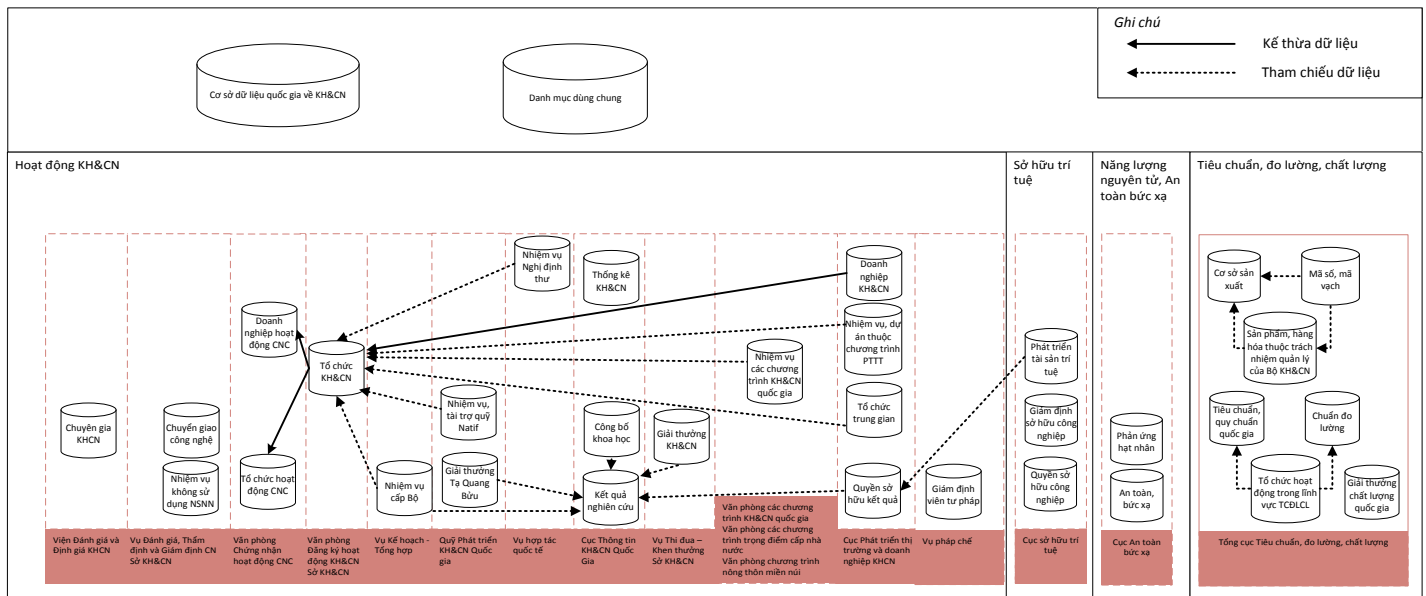 Ghi chú
Kế thừa dữ liệu
Tham chiếu dữ liệu
Cơ sở dữ liệu quốc gia về KH&CN
Danh mục dùng chung
Hoạt động KH&CN
Sở hữu trí
tuệ
Năng lượng
nguyên tử, An
toàn bức xạ
Tiêu chuẩn, đo lường, chất lượng
Nhiệm vụ
Nghị định
thư
Thống kê
KH&CN
Doanh
nghiệp
KH&CN
Cơ sở sản
xuất
Mã số, mã
vạch
Doanh
nghiệp hoạt
động CNC
Tổ chức
KH&CN
Nhiệm vụ, dự
án thuộc
chương trình
PTTT
Nhiệm vụ
các chương
trình KH&CN
quốc gia
Phát triển
tài sản trí
tuệ
Sản phẩm, hàng
hóa thuộc trách
nhiệm quản lý
của Bộ KH&CN
Chuyên gia
KHCN
Chuyển giao
công nghệ
Nhiệm vụ, 
tài trợ quỹ
Natif
Công bố
khoa học
Giải thưởng
KH&CN
Tổ chức
trung gian
Giám định
sở hữu công
nghiệp
Phản ứng
hạt nhân
Tiêu chuẩn,
quy chuẩn
quốc gia
Chuẩn đo
lường
Nhiệm vụ
không sử
dụng NSNN
Tổ chức hoạt
động CNC
Nhiệm vụ
cấp Bộ
Giải thưởng
Tạ Quang
Bửu
Kết quả
nghiên cứu
Quyền sở
hữu kết quả
Giám định
viên tư pháp
Quyền sở
hữu công
nghiệp
An toàn,
bức xạ
Tổ chức hoạt
động trong lĩnh
vực TCĐLCL
Giải thưởng
chất lượng
quốc gia
Viện Đánh giá và
Định giá KHCN
Vụ Đánh giá, Thẩm
định và Giám định CN
Sở KH&CN
Văn phòng
Chứng nhận
hoạt động CNC
Văn phòng
Đăng ký hoạt
động KH&CN
Sở KH&CN
Vụ Kế hoạch -
Tổng hợp
Quỹ Phát triển
KH&CN Quốc
gia
Vụ hợp tác
quốc tế
Cục Thông tin
KH&CN Quốc
Gia
Vụ Thi đua –
Khen thưởng
Sở KH&CN
Văn phòng các chương
trình KH&CN quốc gia
Văn phòng các chương
trình trọng điểm cấp nhà
nước
Văn phòng chương trình
nông thôn miền núi
Cục Phát triển thị
trường và doanh
nghiệp KHCN
Vụ pháp chế
Cục sở hữu trí
tuệ
Cục An toàn
bức xạ
Tổng cục Tiêu chuẩn, đo lường, chất lượng